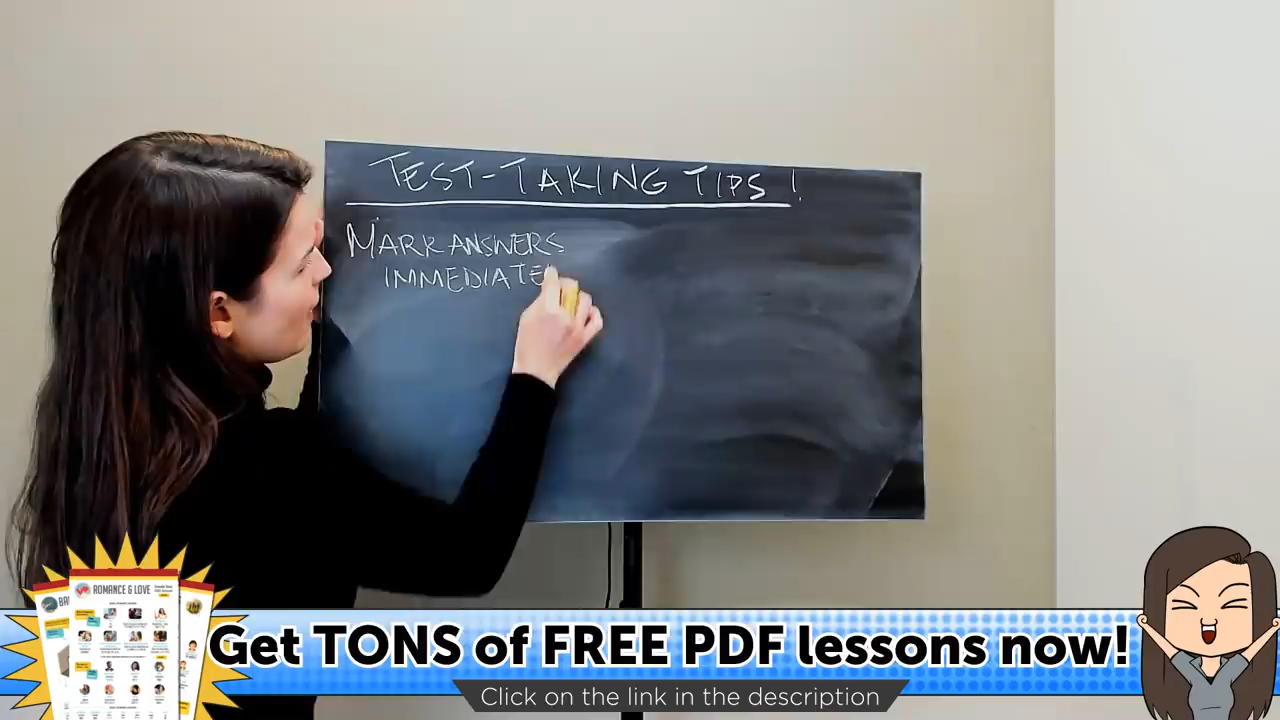 TEST-TAKING TIPS!
MARK ANSWERS
IMMEDIATE
ROMANCE & LOVE
Get TONS of FREE PDF lessons now!
Click on the link in the description